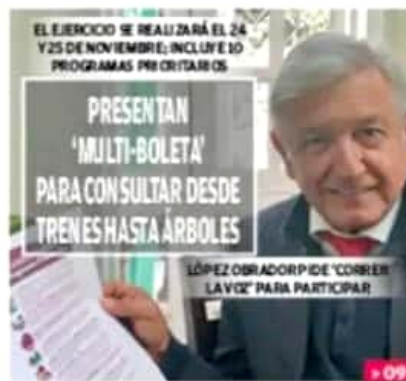 EL EJERCICIO SE REALIZARÁ EL 24
Y 25 DE NOVIEMBRE; INCLUYE 10
PROGRAMAS PRIORITARIOS
PRESENTAN
‘MULTI-BOLETA’
PARA CONSULTAR DESDE
TRENES HASTA ÁRBOLES
LÓPEZ OBRADOR PIDE “CORRER
LA VOZ” PARA PARTICIPAR
» 09